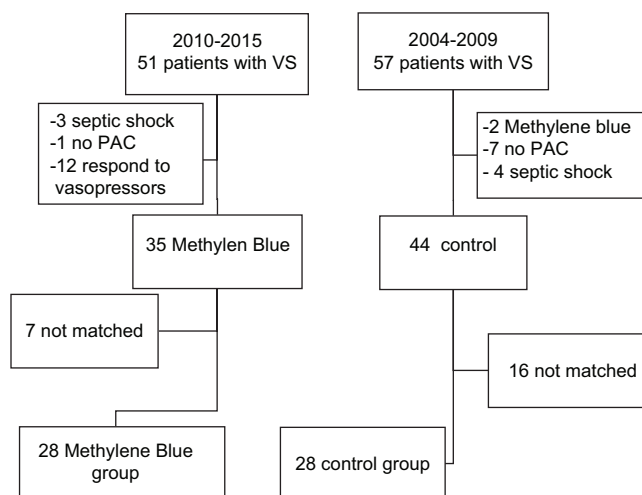 2010-2015
51 patients with VS
-3 septic shock
-1 no PAC
-12 respond to
vasopressors
35 Methylen Blue
7 not matched
28 Methylene Blue
group
2004-2009
57 patients with VS
-2 Methylene blue
-7 no PAC
- 4 septic shock
44 control
16 not matched
28 control group